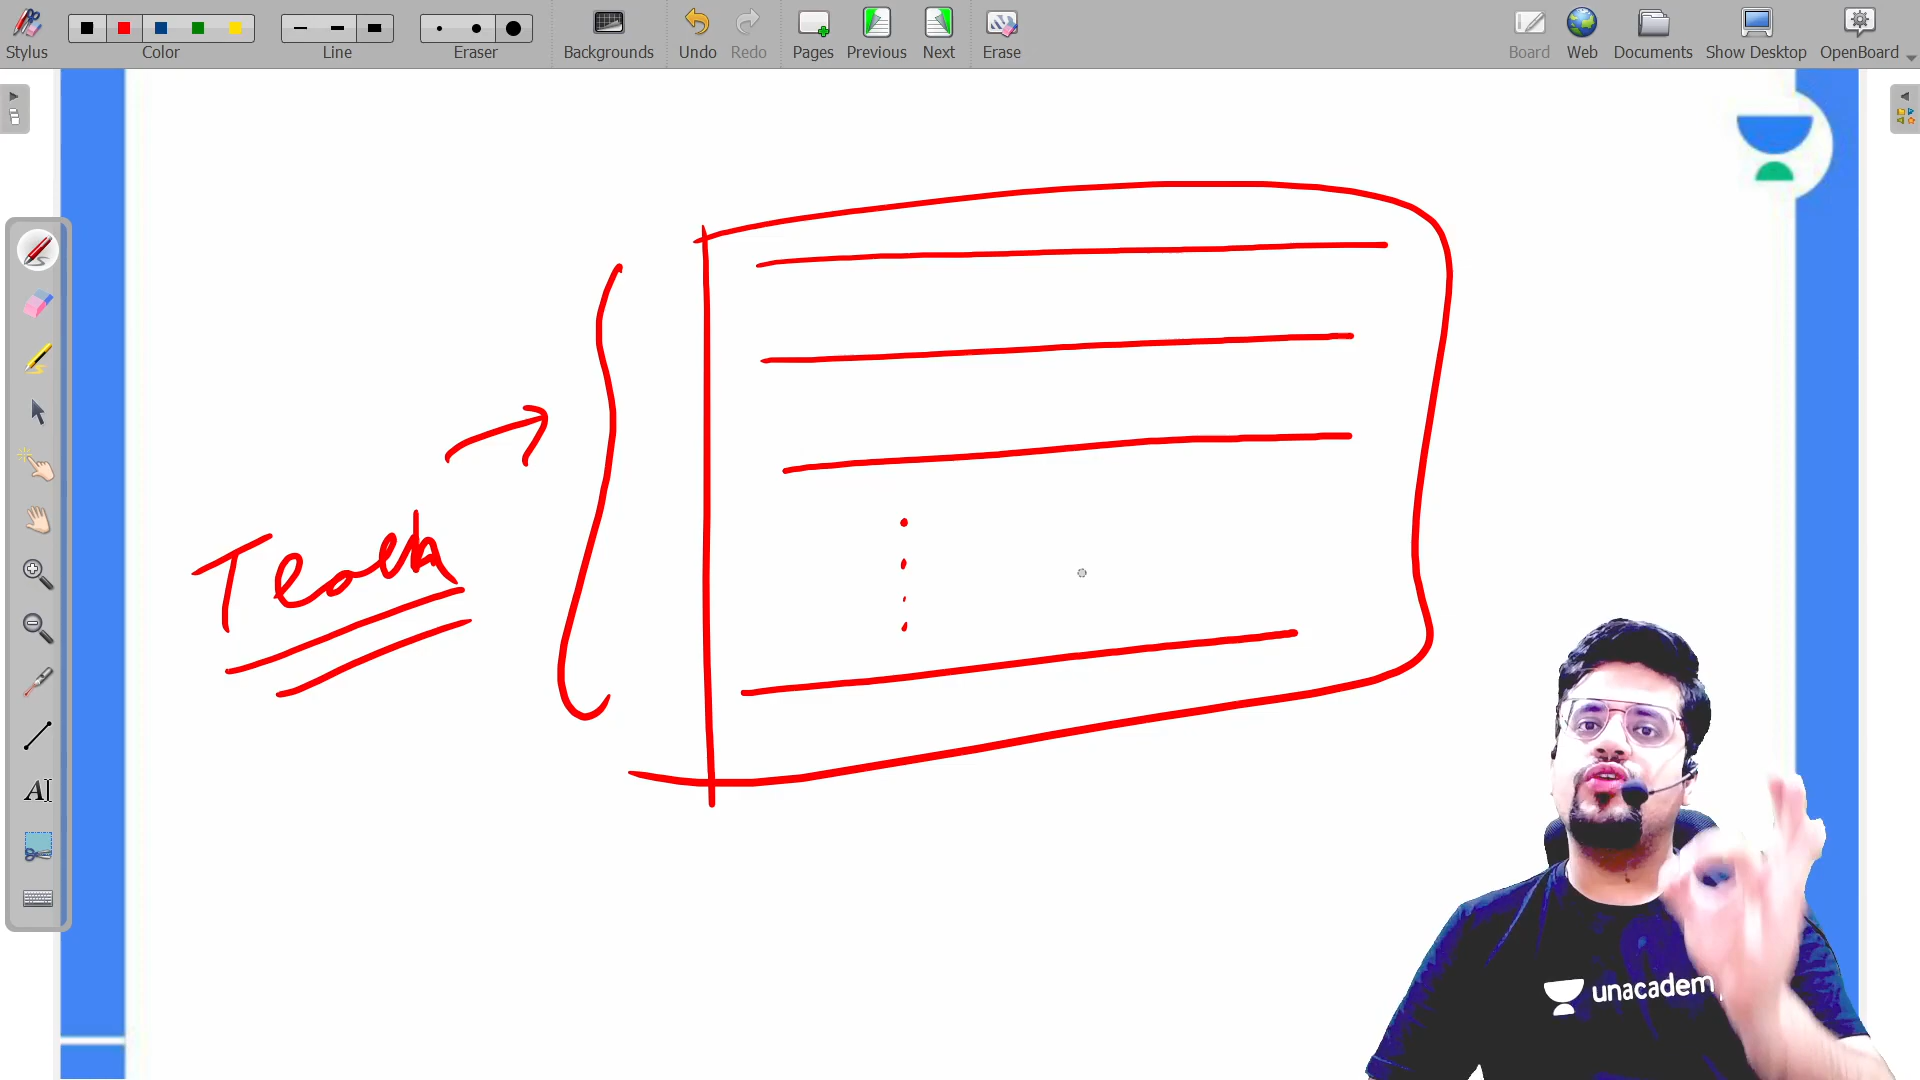 Stylus
Color
Line
Eraser
Backgrounds
Undo
Redo
Pages
Previous
Next
Erase
Board
Web
Documents
Show Desktop
OpenBoard
Teach
unacadem